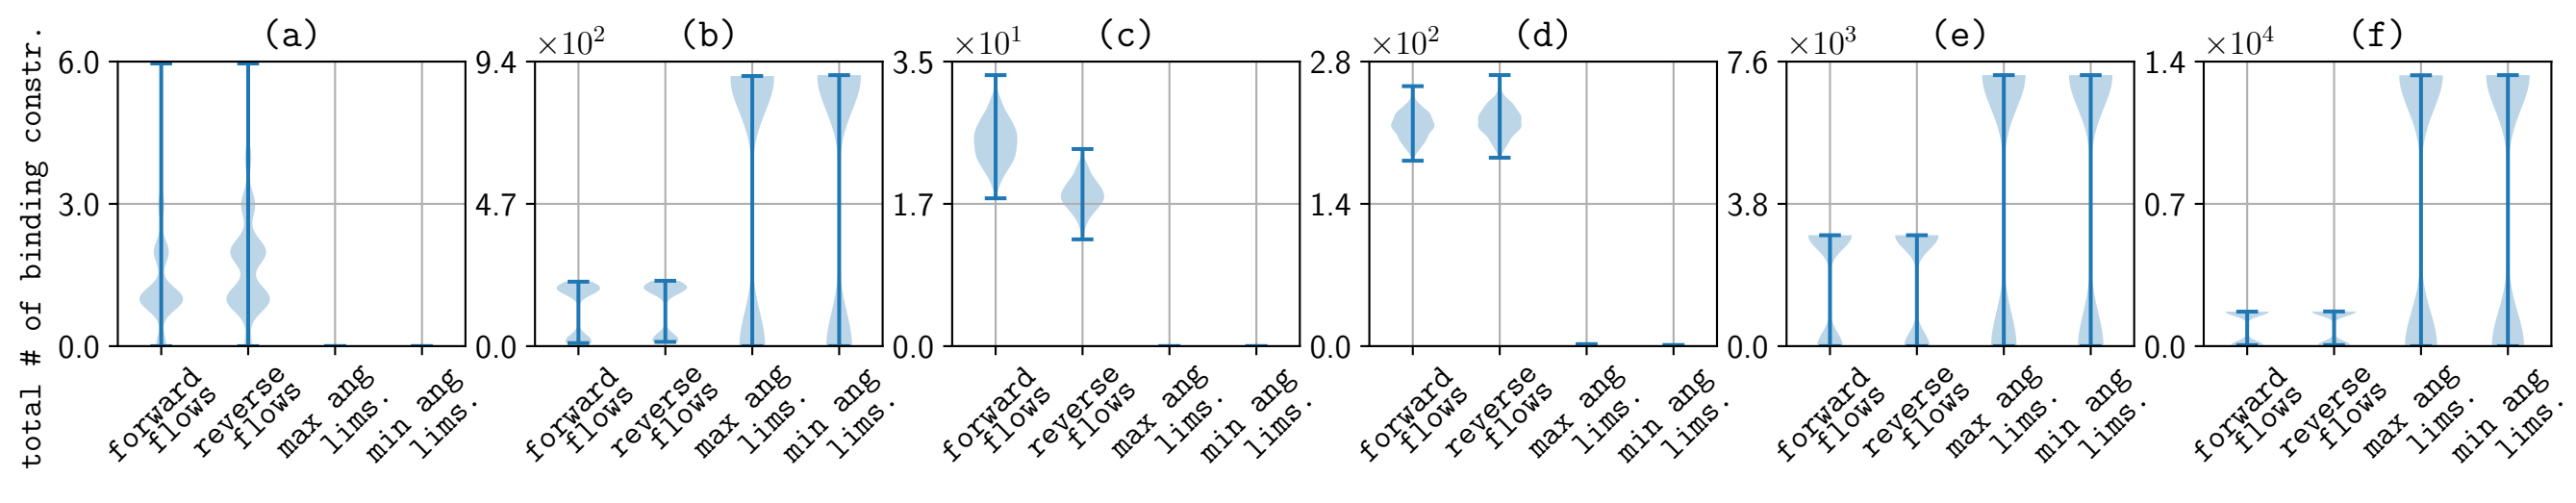 total # of binding constr.
(a)
6.0
3.0
0.0
forward
flows
reverse
flows
max ang
lims.
min ang
lims.
(b)
×10²
9.4
4.7
0.0
forward
flows
reverse
flows
max ang
lims.
min ang
lims.
(c)
×10¹
3.5
1.7
0.0
forward
flows
reverse
flows
max ang
lims.
min ang
lims.
(d)
×10²
2.8
1.4
0.0
forward
flows
reverse
flows
max ang
lims.
min ang
lims.
(e)
×10³
7.6
3.8
0.0
forward
flows
reverse
flows
max ang
lims.
min ang
lims.
(f)
×10⁴
1.4
0.7
0.0
forward
flows
reverse
flows
max ang
lims.
min ang
lims.